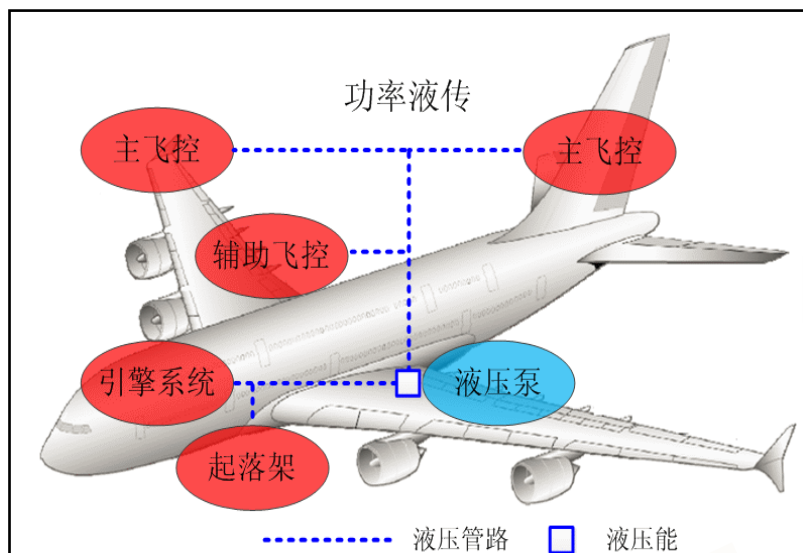 功率液传
主飞控
主飞控
辅助飞控
引擎系统
液压泵
起落架
液压管路
液压能